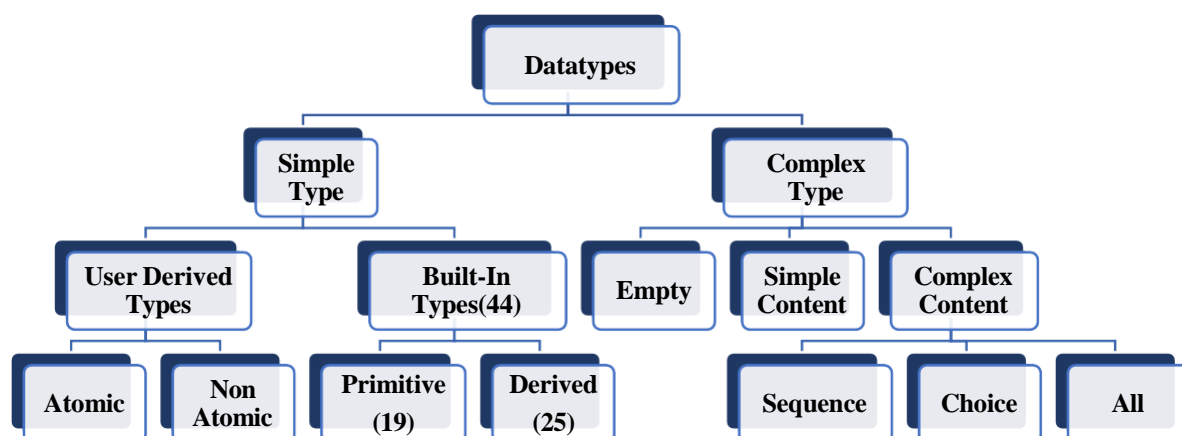 Datatypes
Simple
Type
Complex
Type
User Derived
Types
Built-In
Types(44)
Empty
Simple
Content
Complex
Content
Atomic
Non
Atomic
Primitive
(19)
Derived
(25)
Sequence
Choice
All